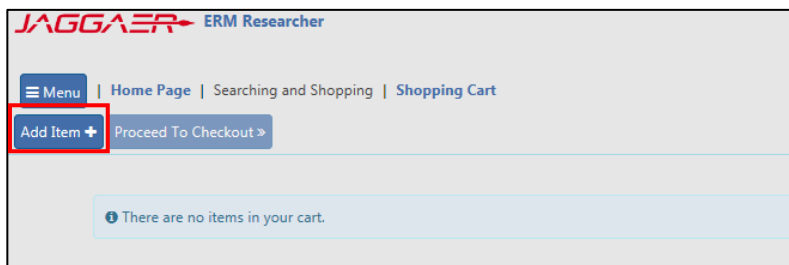 JAGGAER ERM Researcher
Menu | Home Page | Searching and Shopping | Shopping Cart
Add Item + Proceed To Checkout »
There are no items in your cart.